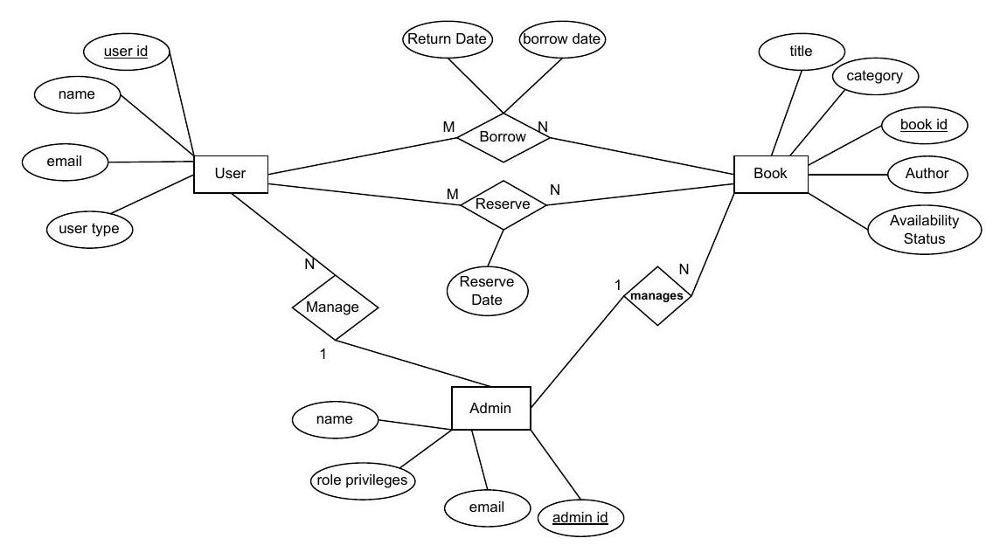 Return Date
borrow date
user id
title
category
name
book id
M
N
Borrow
email
User
Book
Author
M
N
Reserve
user type
Availability
Status
N
N
Reserve
Date
1
manages
Manage
1
Admin
name
role privileges
email
admin id